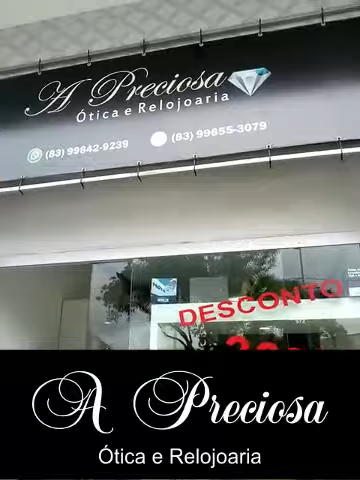 A Preciosa
Ótica e Relojoaria
(83) 99842-9239
(83) 99655-3079
DESCONTO
A Preciosa
Ótica e Relojoaria